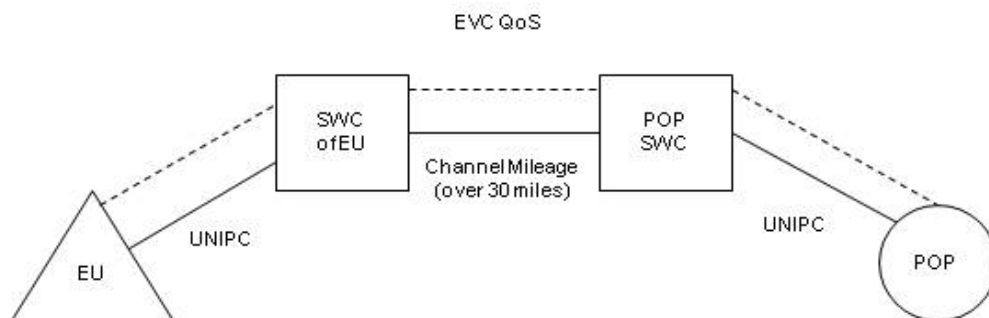 EVC QoS
SWC
of EU
POP
SWC
Channel Mileage
(over 30 miles)
UNIPC
UNIPC
EU
POP